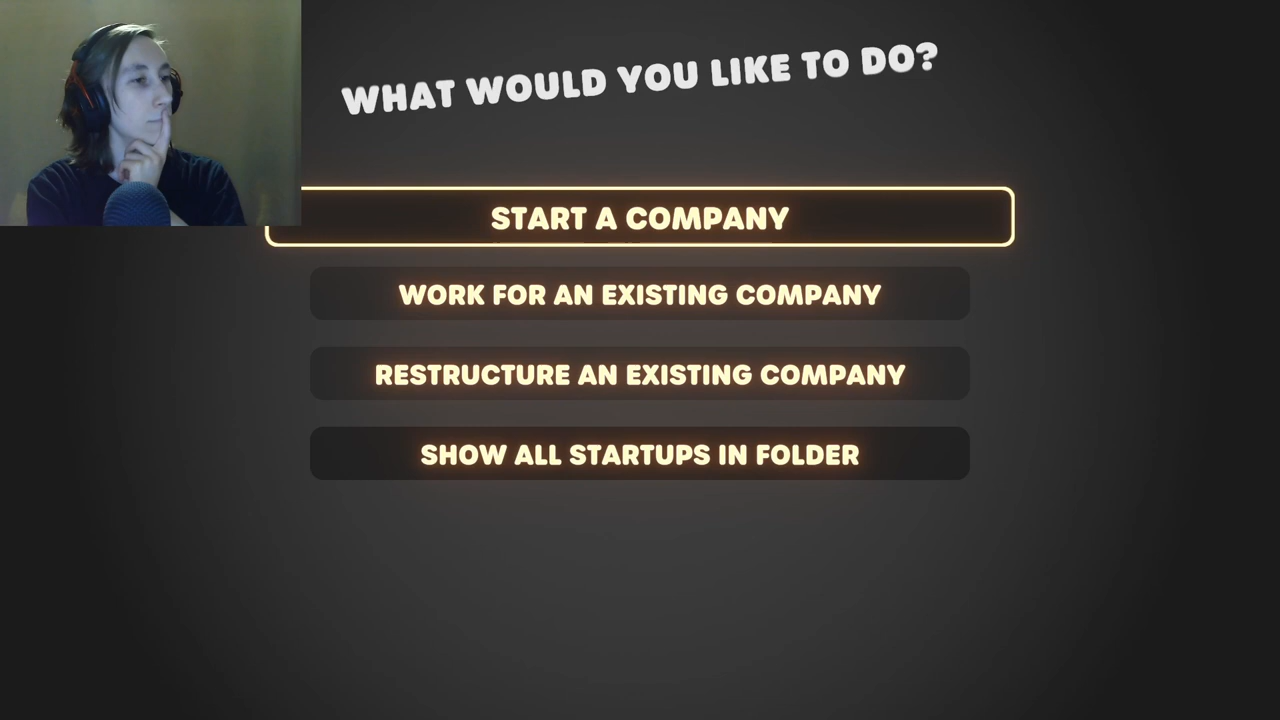 WHAT WOULD YOU LIKE TO DO?
START A COMPANY
WORK FOR AN EXISTING COMPANY
RESTRUCTURE AN EXISTING COMPANY
SHOW ALL STARTUPS IN FOLDER